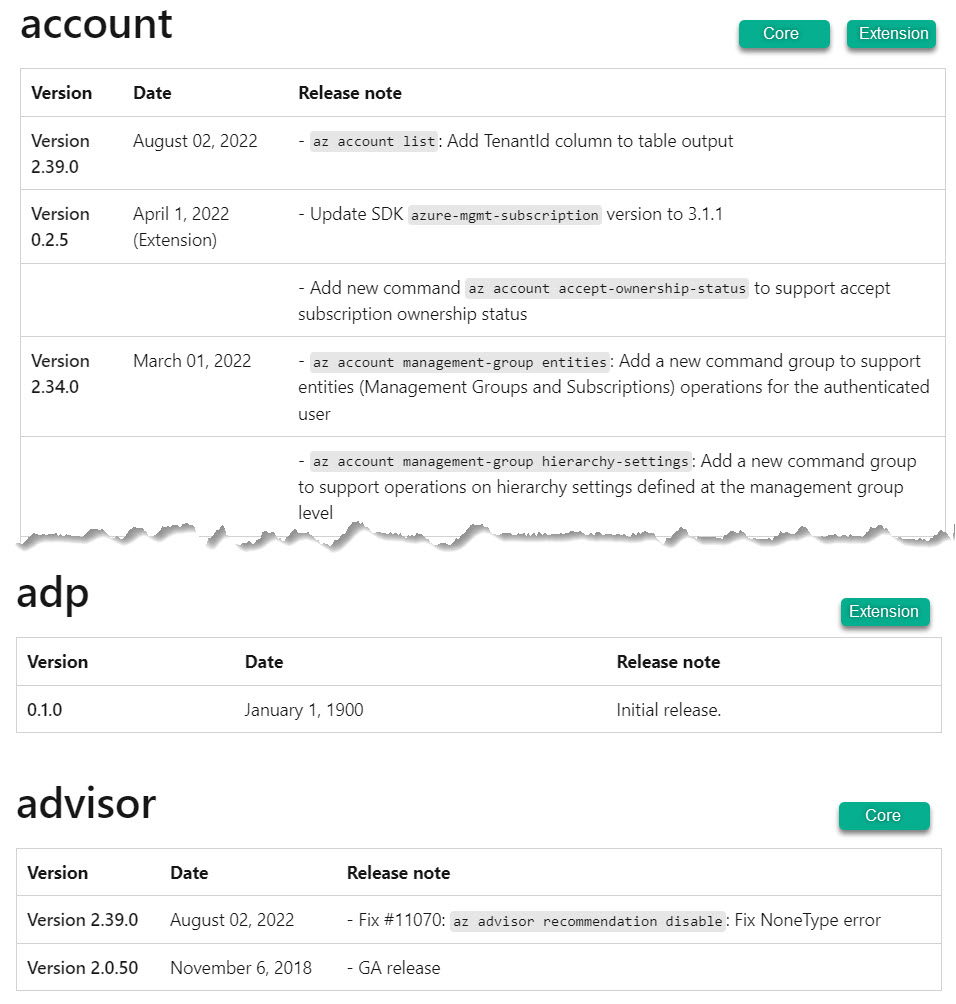 account
Core Extension
Version Date Release note
Version August 02, 2022 - az account list: Add TenantId column to table output
2.39.0
Version April 1, 2022 - Update SDK azure-mgmt-subscription version to 3.1.1
0.2.5 (Extension)
- Add new command az account accept-ownership-status to support accept
subscription ownership status
Version March 01, 2022 - az account management-group entities: Add a new command group to support
2.34.0 entities (Management Groups and Subscriptions) operations for the authenticated
user
- az account management-group hierarchy-settings: Add a new command group
to support operations on hierarchy settings defined at the management group
level
adp
Extension
Version Date Release note
0.1.0 January 1, 1900 Initial release.
advisor
Core
Version Date Release note
Version 2.39.0 August 02, 2022 - Fix #11070: az advisor recommendation disable: Fix NoneType error
Version 2.0.50 November 6, 2018 - GA release